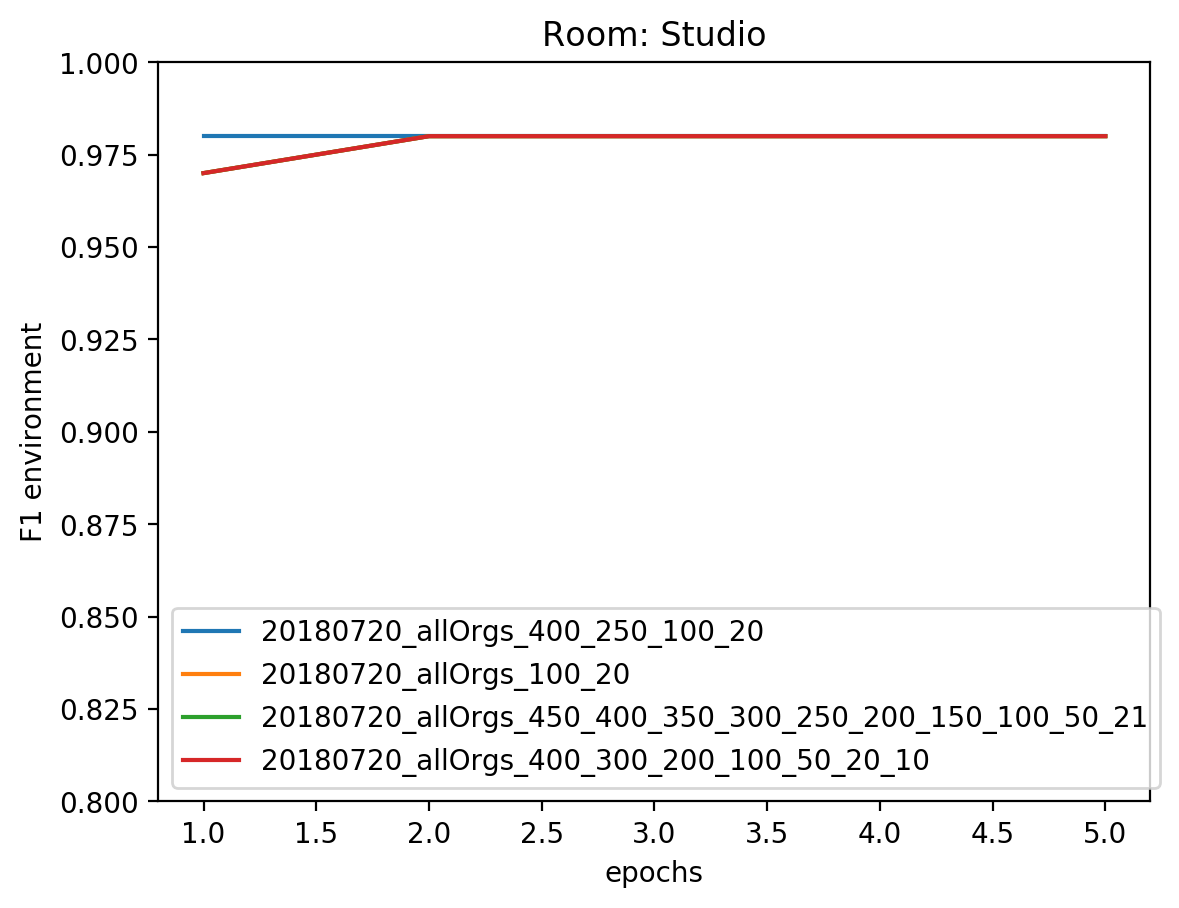 Room: Studio
1.000
0.975
0.950
0.925
0.900
0.875
0.850
0.825
0.800
F1 environment
20180720_allOrgs_400_250_100_20
20180720_allOrgs_100_20
20180720_allOrgs_450_400_350_300_250_200_150_100_50_21
20180720_allOrgs_400_300_200_100_50_20_10
1.0 1.5 2.0 2.5 3.0 3.5 4.0 4.5 5.0
epochs